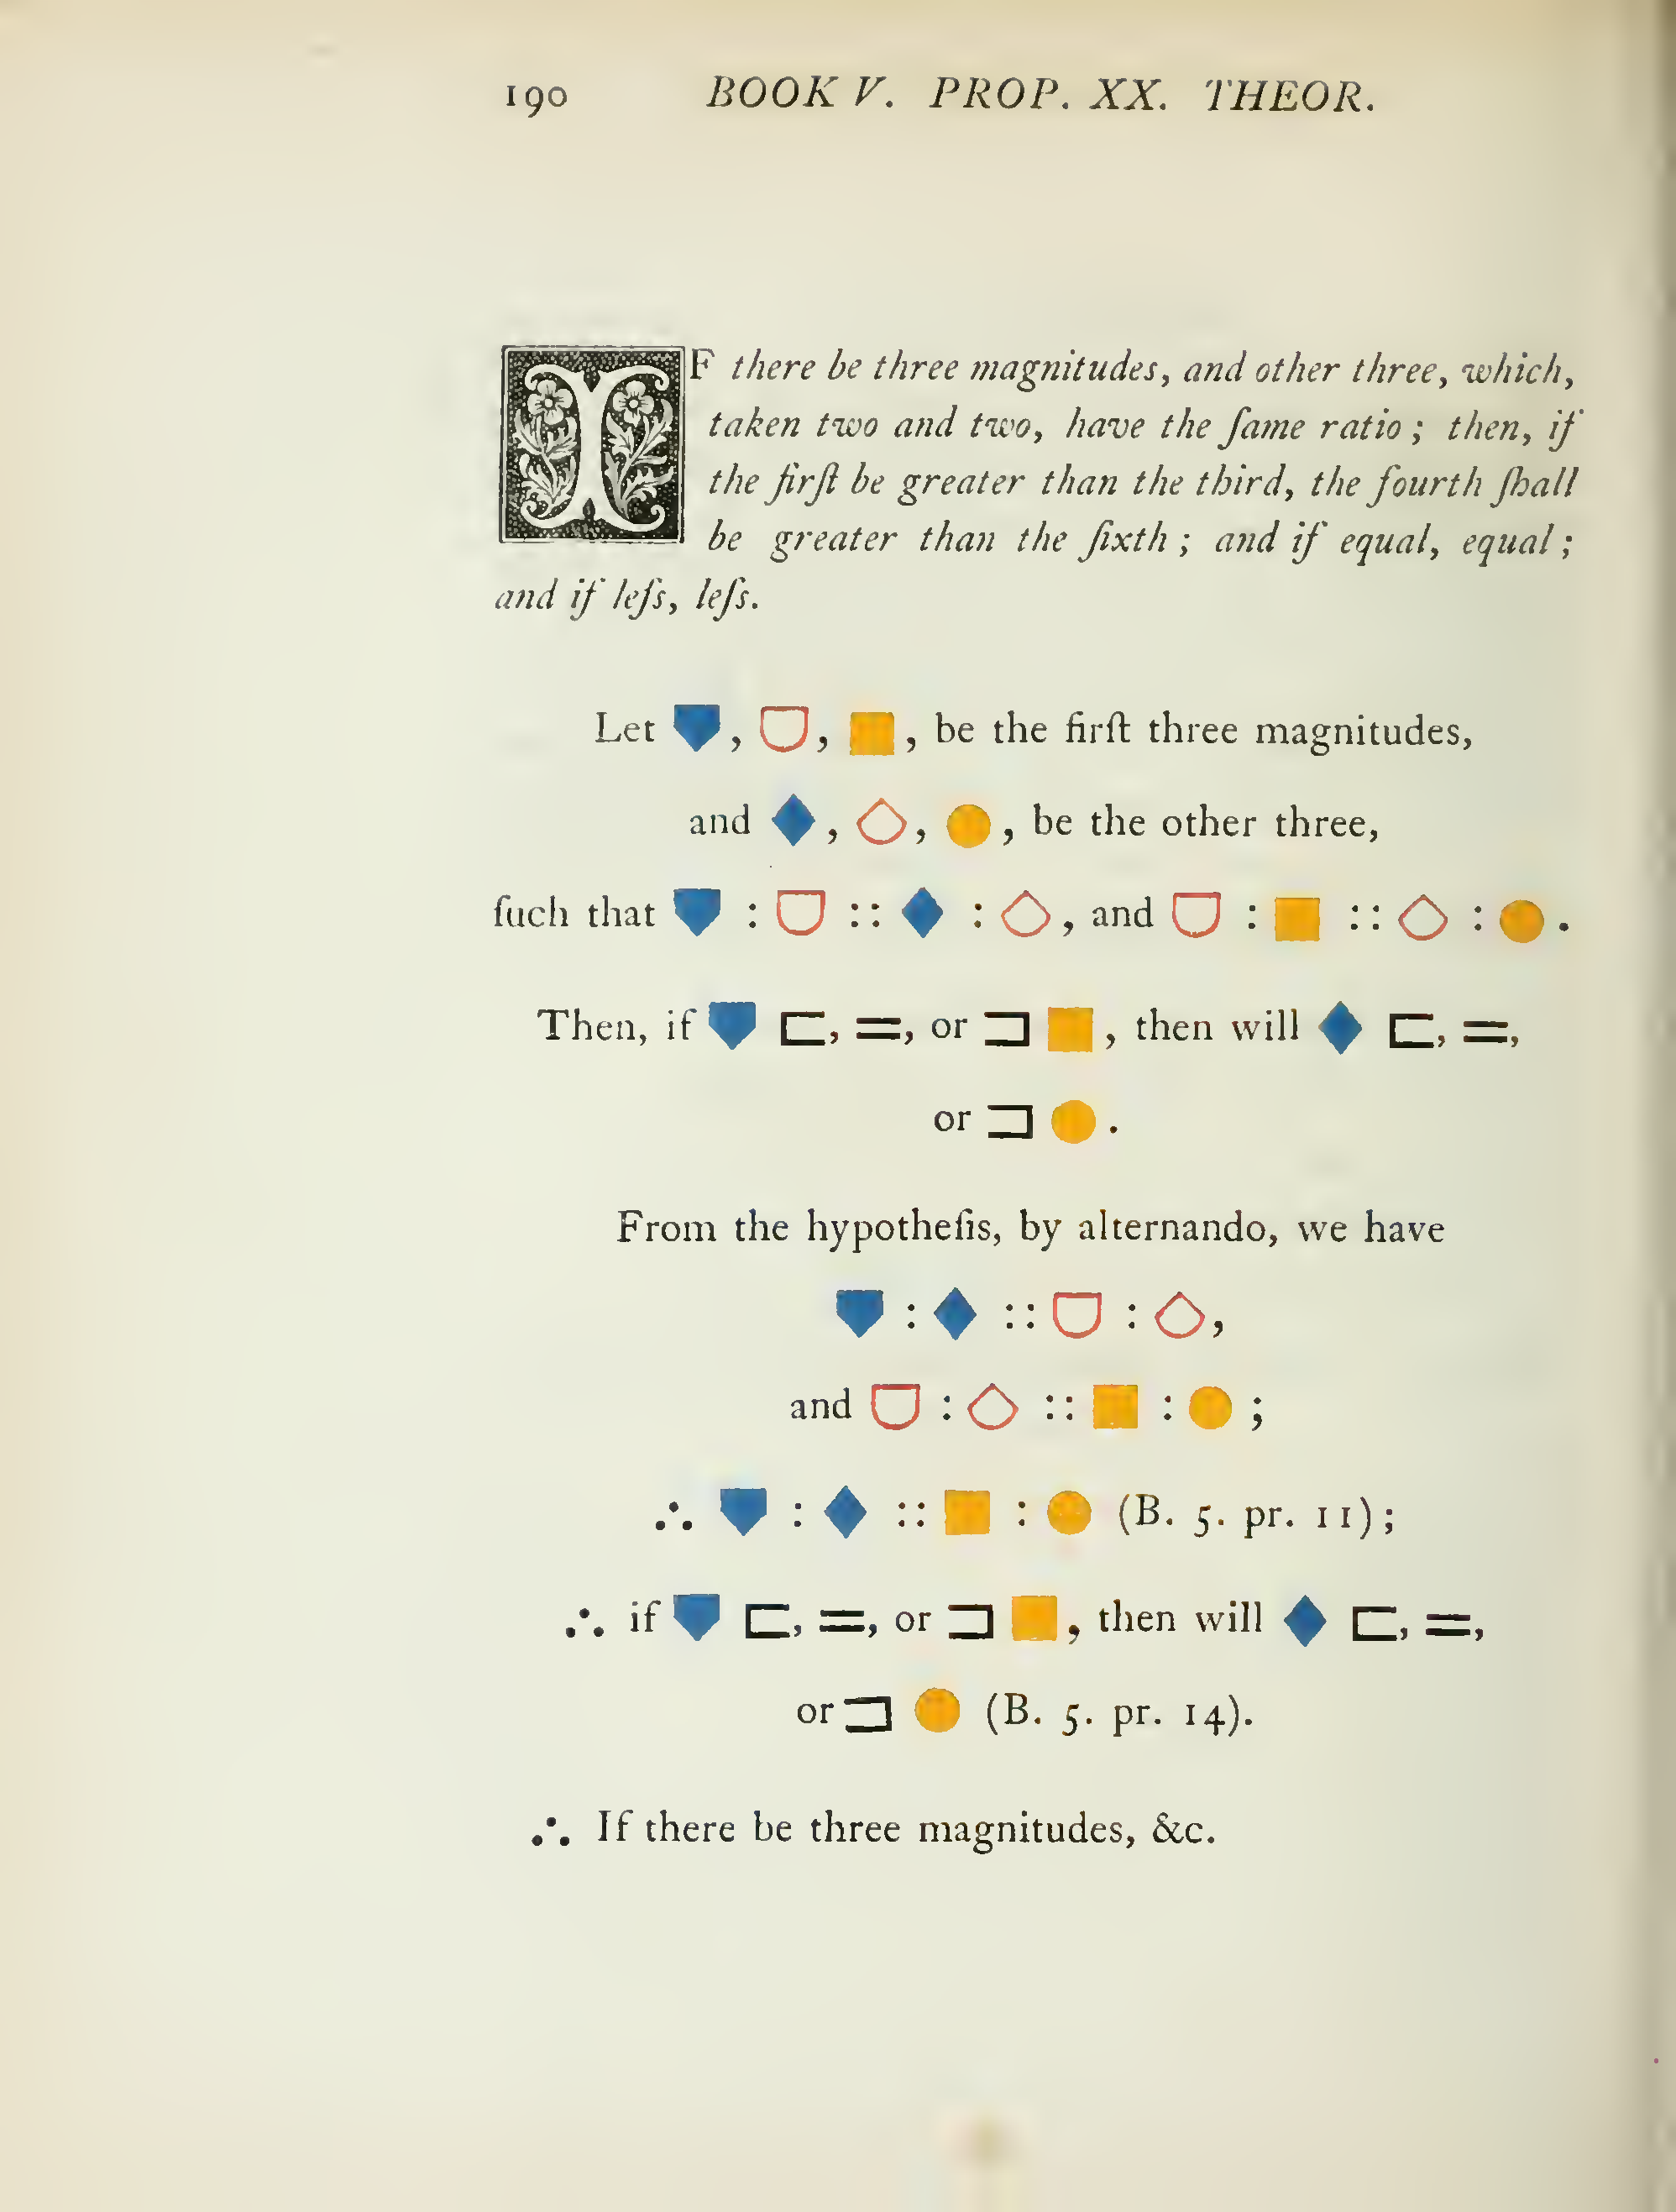 190 BOOK V. PROP. XX. THEOR.
IF there be three magnitudes, and other three, which,
taken two and two, have the ſame ratio; then, if
the firſt be greater than the third, the fourth ſhall
be greater than the ſixth; and if equal, equal;
and if leſs, leſs.
Let , , , be the firſt three magnitudes,
and , , , be the other three,
ſuch that : :: : , and : :: : .
Then, if ⊏, =, or ⊐ , then will ⊏, =,
or ⊐ .
From the hypotheſis, by alternando, we have
: :: : ,
and : :: : ;
∴ : :: : (B. 5. pr. 11);
∴ if ⊏, =, or ⊐ , then will ⊏, =,
or ⊐ (B. 5. pr. 14).
∴ If there be three magnitudes, &c.